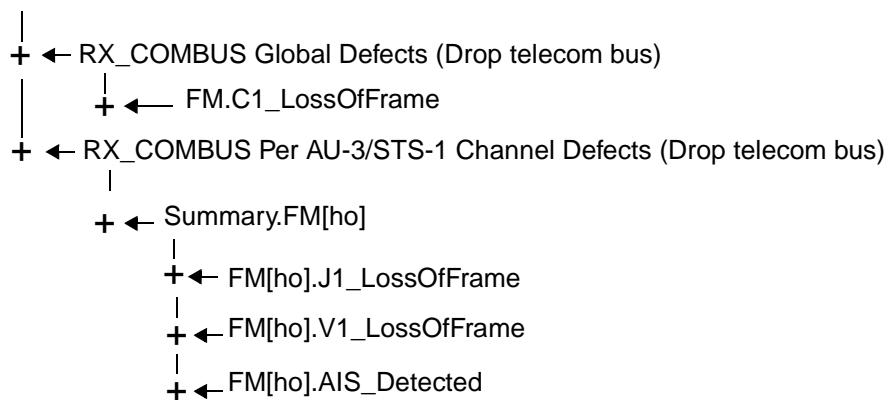 + ← RX_COMBUS Global Defects (Drop telecom bus)
+ ← FM.C1_LossOfFrame
+ ← RX_COMBUS Per AU-3/STS-1 Channel Defects (Drop telecom bus)
+ ← Summary.FM[ho]
+ ← FM[ho].J1_LossOfFrame
+ ← FM[ho].V1_LossOfFrame
+ ← FM[ho].AIS_Detected